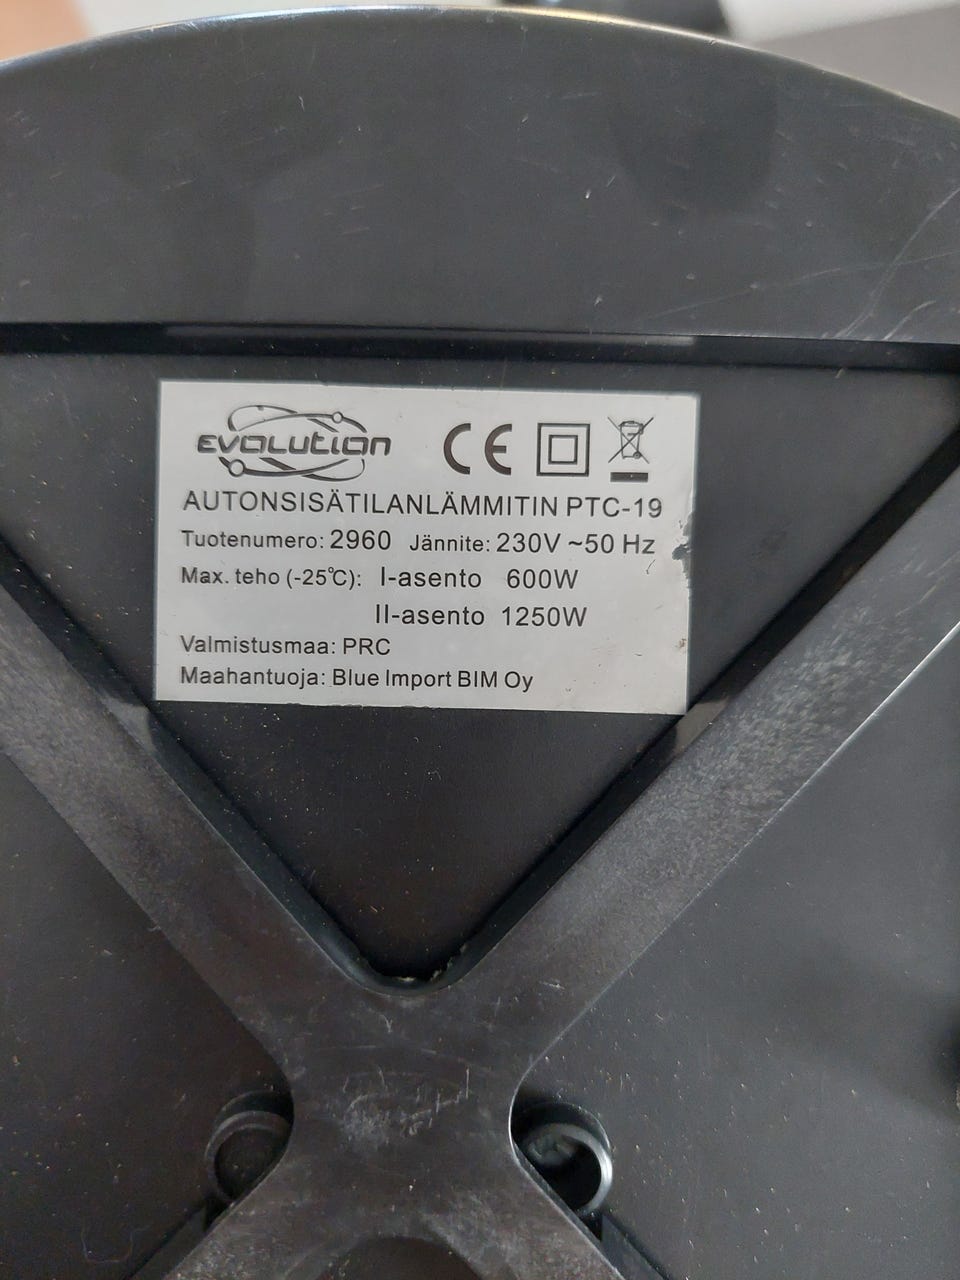 EVOLUTION CE
AUTONSISÄTILANLÄMMITIN PTC-19
Tuotenumero: 2960 Jännite: 230V ~50 Hz
Max. teho (-25°C): I-asento 600W
II-asento 1250W
Valmistusmaa: PRC
Maahantuoja: Blue Import BIM Oy